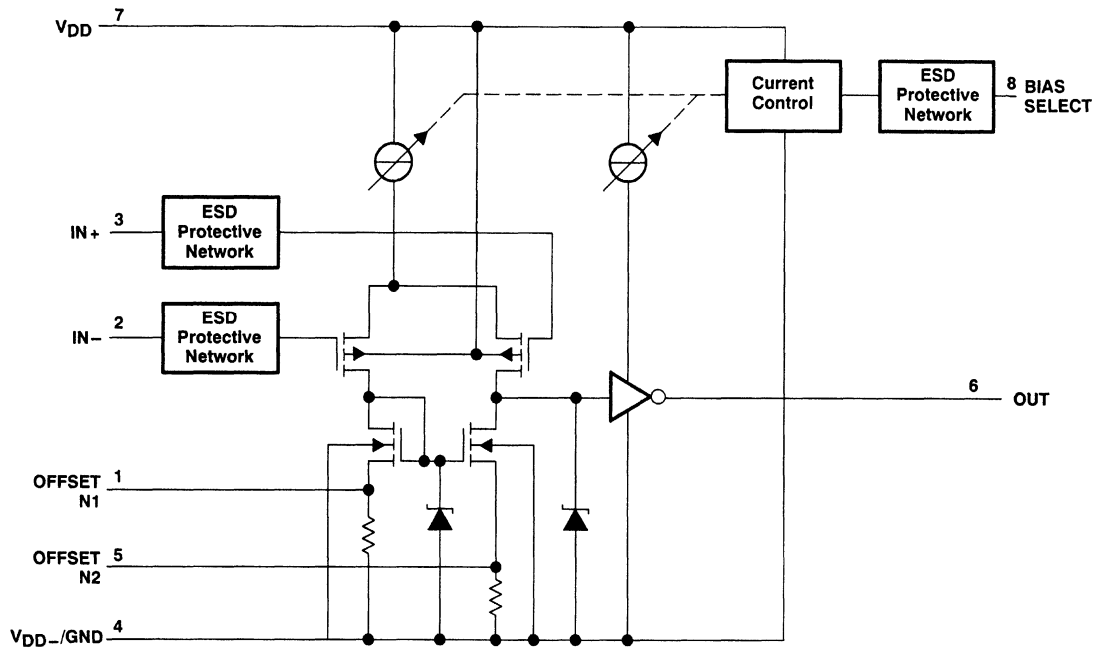 VDD 7
Current
Control
ESD
Protective
Network
8 BIAS
SELECT
IN+ 3
ESD
Protective
Network
IN− 2
ESD
Protective
Network
6 OUT
OFFSET 1
N1
OFFSET 5
N2
VDD−/GND 4